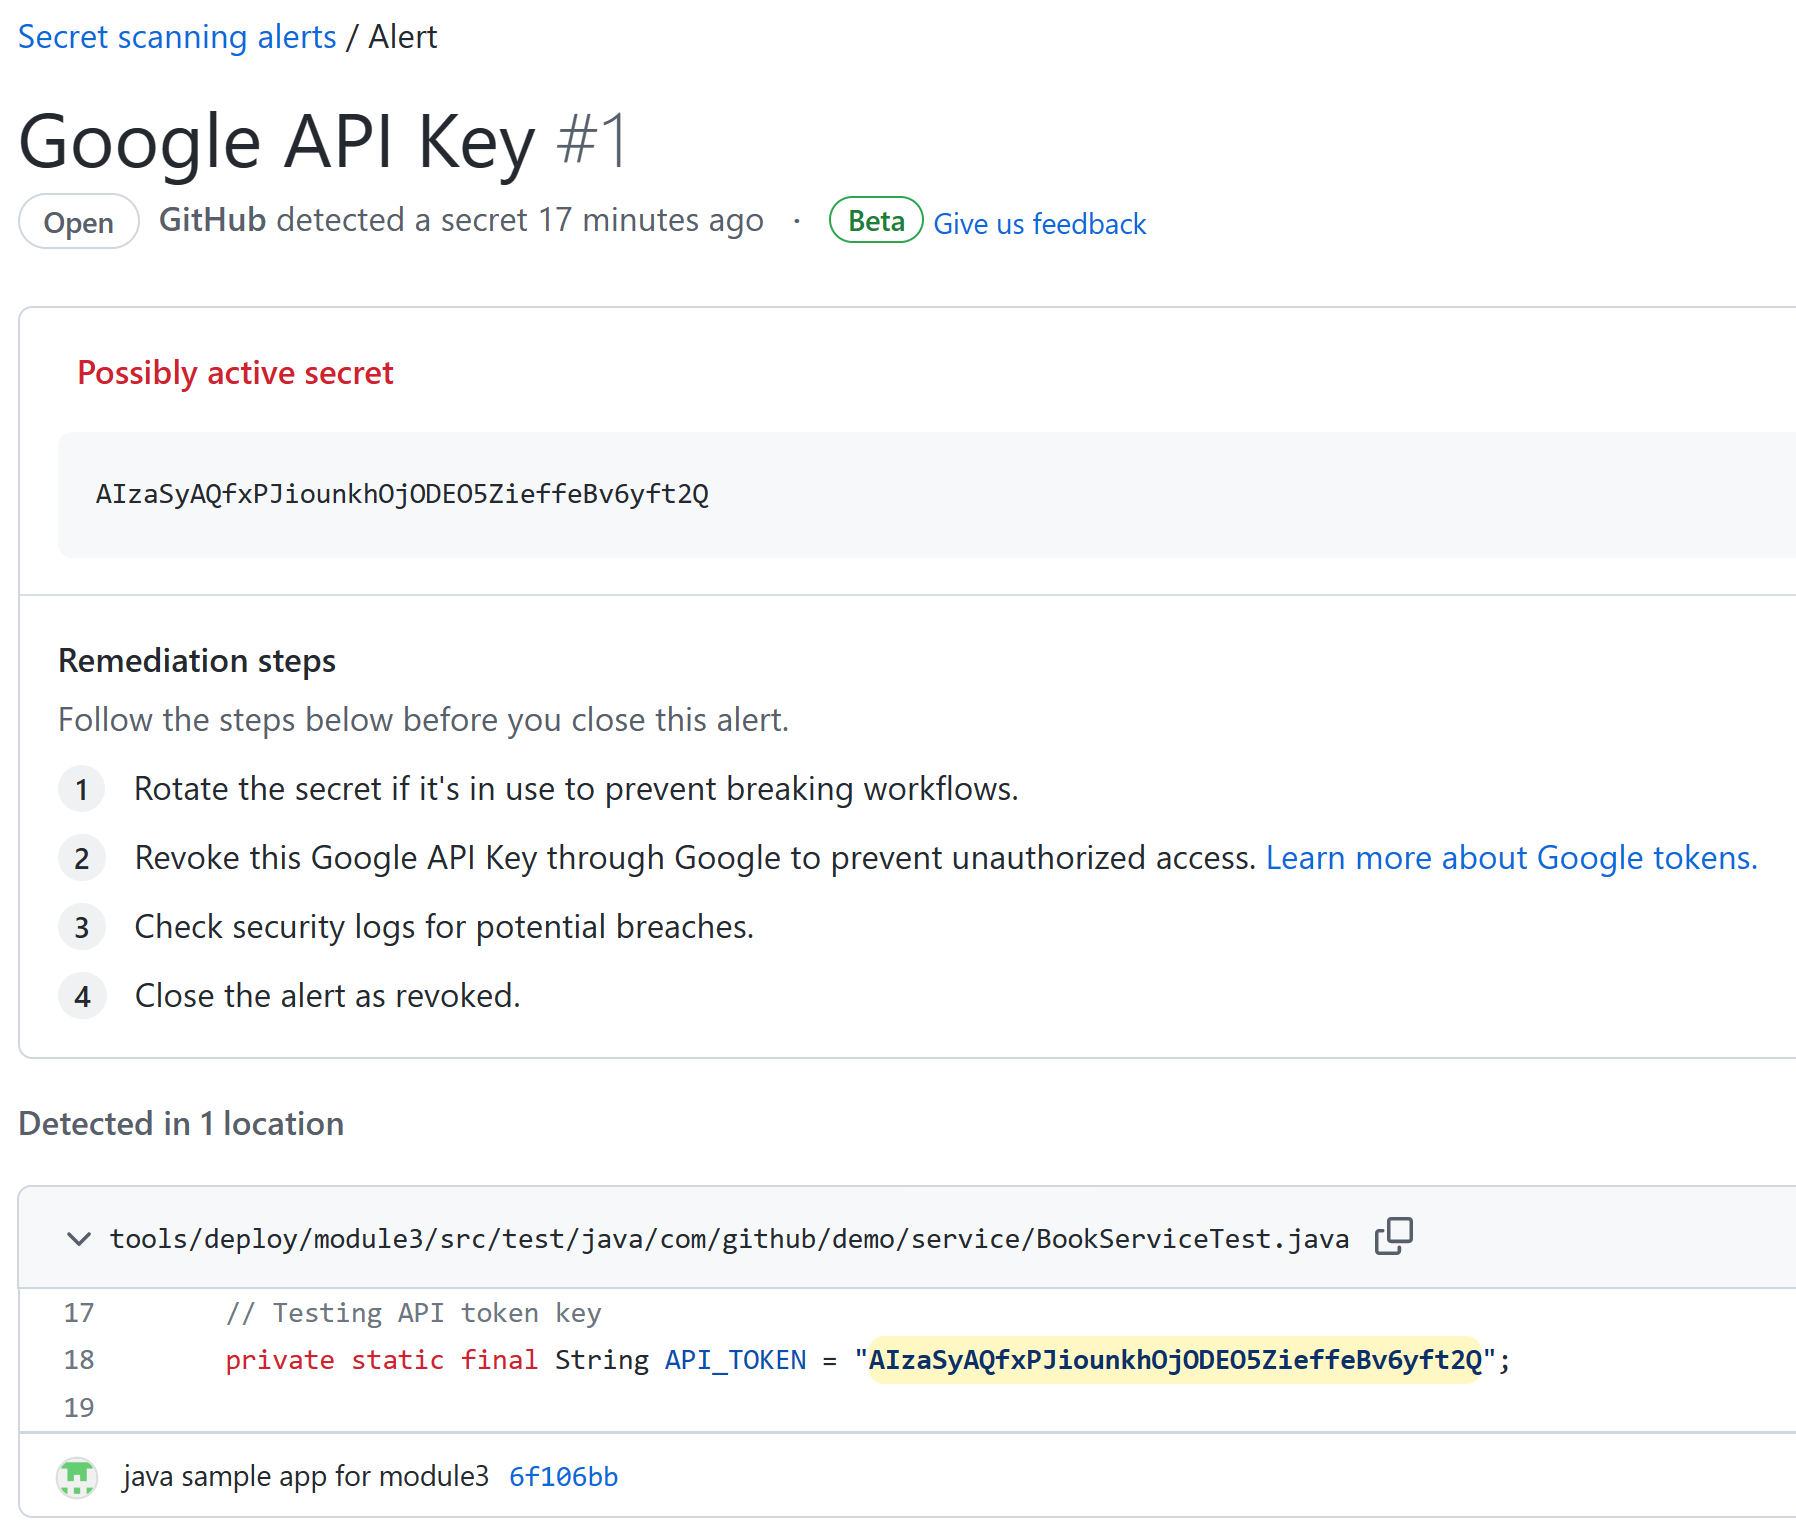 Secret scanning alerts / Alert
Google API Key #1
Open GitHub detected a secret 17 minutes ago · Beta Give us feedback
Possibly active secret
AIzaSyAQfxPJiounkhOjODEO5ZieffeBv6yft2Q
Remediation steps
Follow the steps below before you close this alert.
1 Rotate the secret if it's in use to prevent breaking workflows.
2 Revoke this Google API Key through Google to prevent unauthorized access. Learn more about Google tokens.
3 Check security logs for potential breaches.
4 Close the alert as revoked.
Detected in 1 location
tools/deploy/module3/src/test/java/com/github/demo/service/BookServiceTest.java
17 // Testing API token key
18 private static final String API_TOKEN = "AIzaSyAQfxPJiounkhOjODEO5ZieffeBv6yft2Q";
19
java sample app for module3 6f106bb